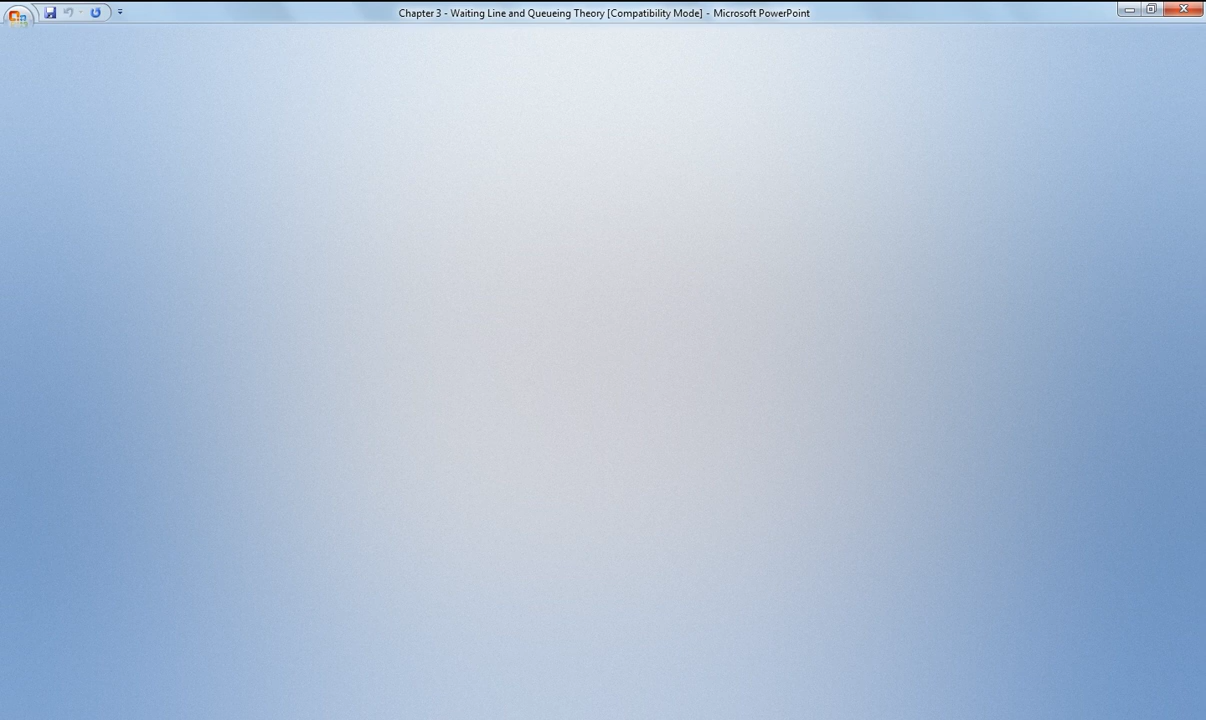 Chapter 3 - Waiting Line and Queueing Theory [Compatibility Mode] - Microsoft PowerPoint